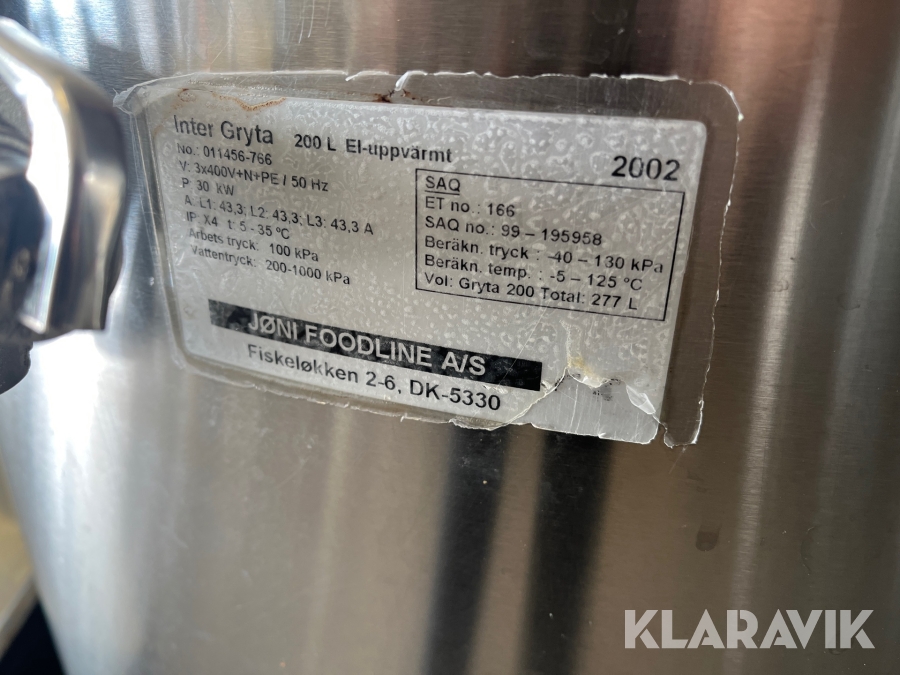 Inter Gryta 200 L El-uppvärmt 2002
No.: 011456-766
V: 3x400V+N+PE / 50 Hz
P: 30 kW
A: L1: 43,3; L2: 43,3; L3: 43,3 A
IP: X4 t: 5 - 35 °C
Arbets tryck: 100 kPa
Vattentryck: 200-1000 kPa
SAQ
ET no.: 166
SAQ no.: 99 – 195958
Beräkn. tryck : -40 – 130 kPa
Beräkn. temp. : -5 – 125 °C
Vol: Gryta 200 Total: 277 L
JØNI FOODLINE A/S
Fiskeløkken 2-6, DK-5330
KLARAVIK